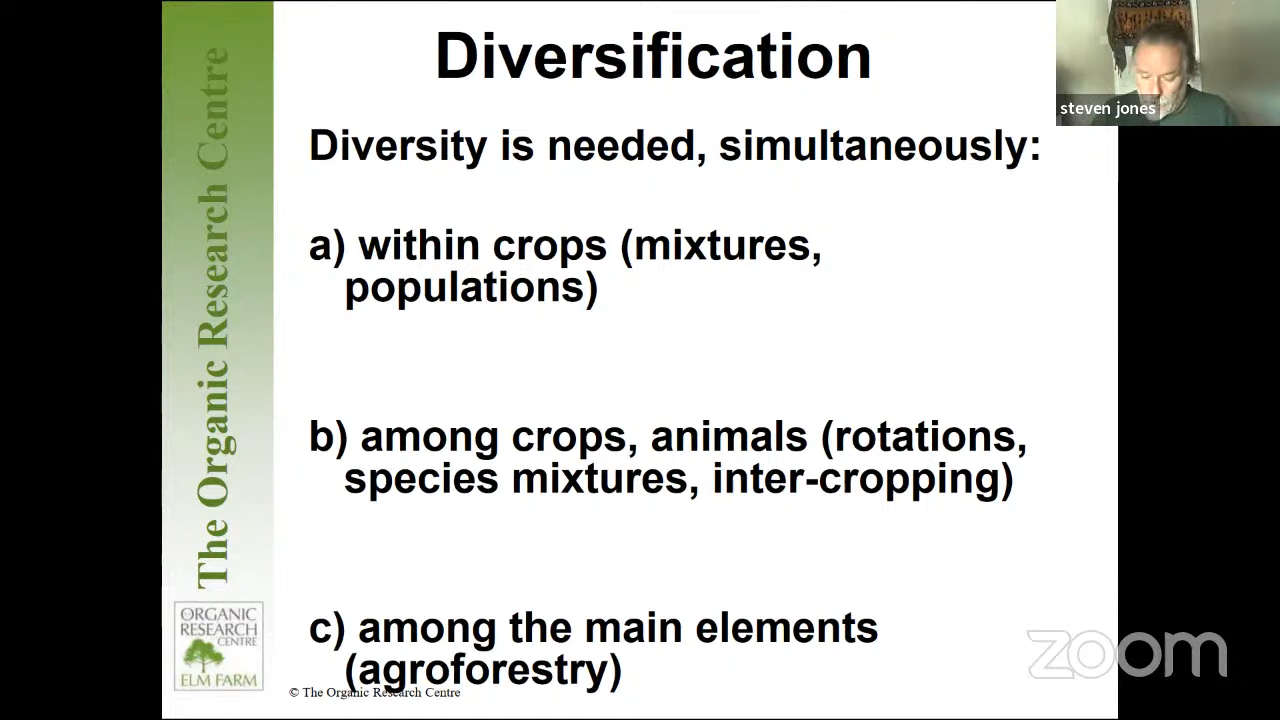 Diversification
steven jones
Diversity is needed, simultaneously:
a) within crops (mixtures,
populations)
b) among crops, animals (rotations,
species mixtures, inter-cropping)
c) among the main elements
(agroforestry)
© The Organic Research Centre
The Organic Research Centre
ORGANIC
RESEARCH
CENTRE
ELM FARM
zoom